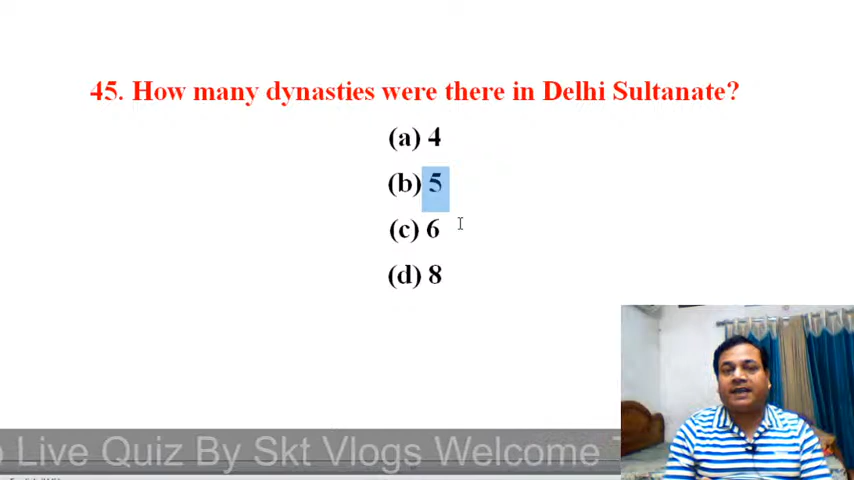 45. How many dynasties were there in Delhi Sultanate?
(a) 4
(b) 5
(c) 6
(d) 8
Live Quiz By Skt Vlogs Welcome